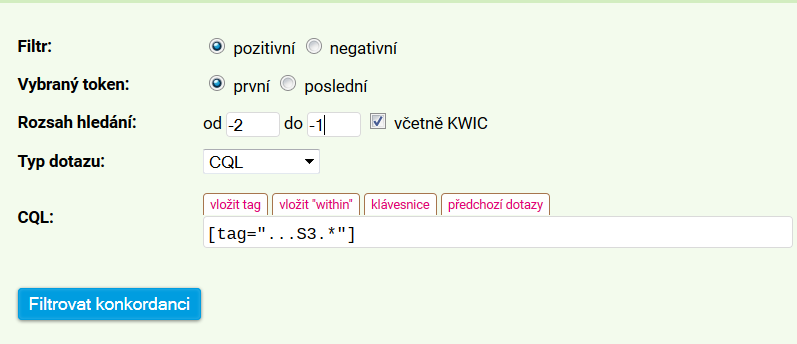 Filtr: pozitivní negativní
Vybraný token: první poslední
Rozsah hledání: od -2 do -1 včetně KWIC
Typ dotazu: CQL
vložit tag vložit "within" klávesnice předchozí dotazy
CQL:
[tag="...S3.*"]
Filtrovat konkordanci